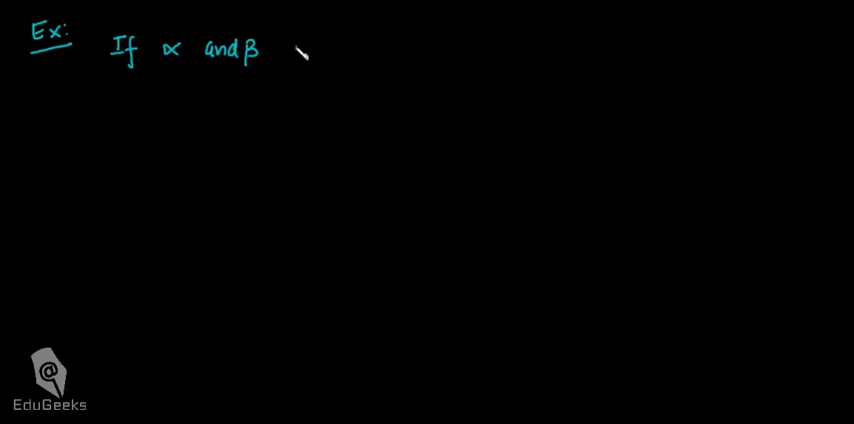 Ex:
If α and β
@
EduGeeks